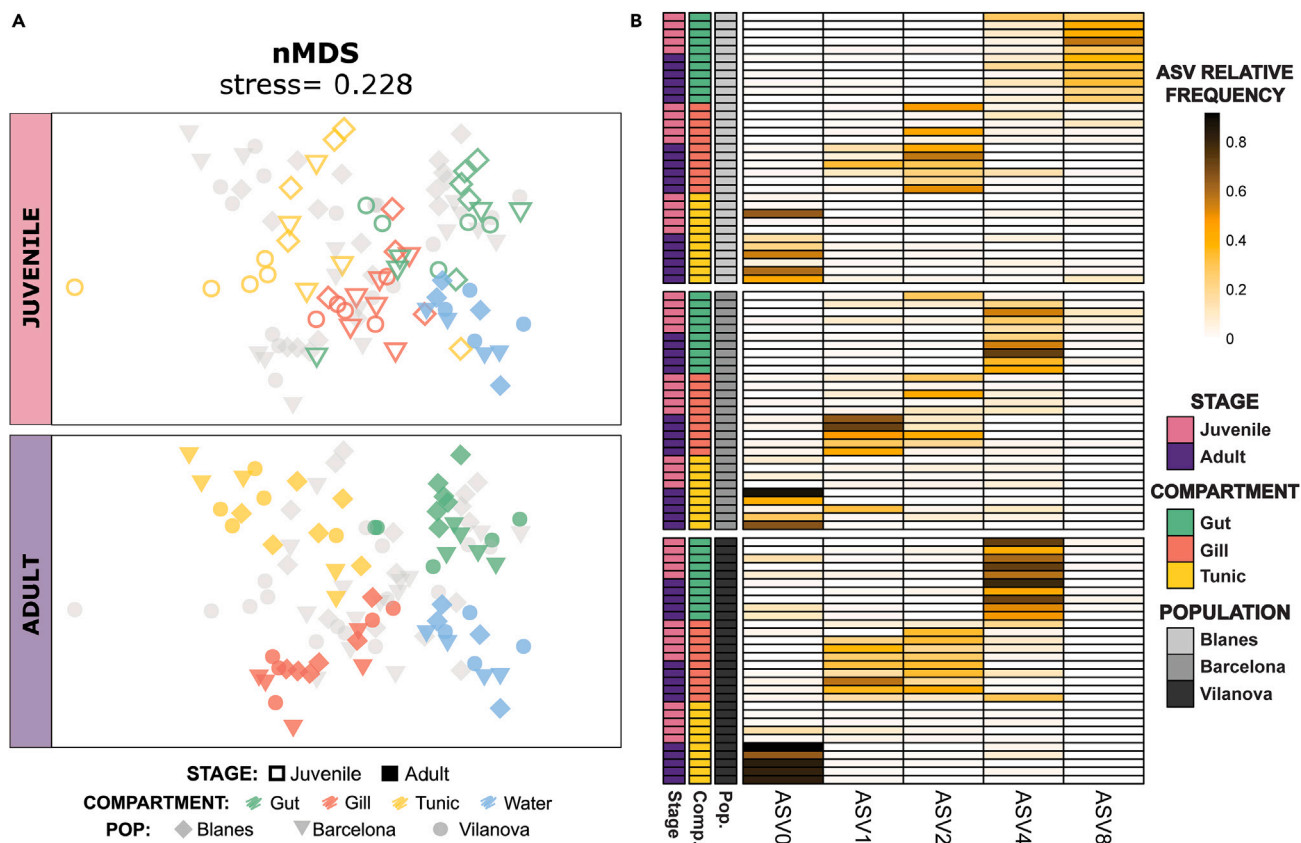 A
nMDS
stress= 0.228
JUVENILE
ADULT
STAGE: Juvenile Adult
COMPARTMENT: Gut Gill Tunic Water
POP: Blanes Barcelona Vilanova
B
ASV RELATIVE
FREQUENCY
0.8
0.6
0.4
0.2
0
STAGE
Juvenile
Adult
COMPARTMENT
Gut
Gill
Tunic
POPULATION
Blanes
Barcelona
Vilanova
Stage
Comp.
Pop.
ASV0
ASV1
ASV2
ASV4
ASV8